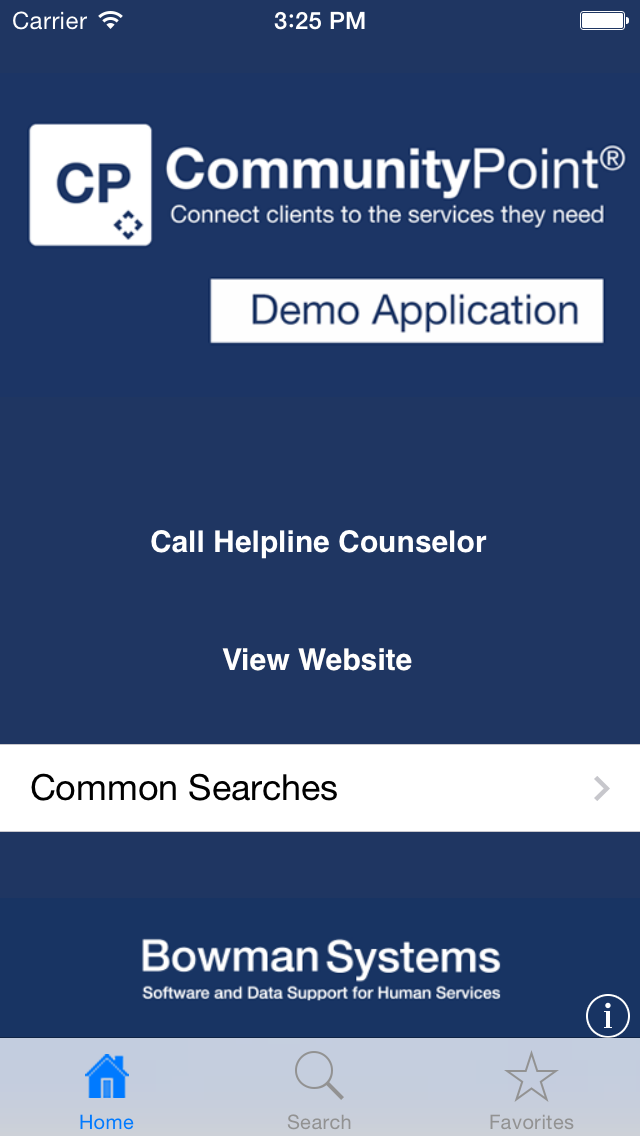 Carrier 3:25 PM
CP
CommunityPoint®
Connect clients to the services they need
Demo Application
Call Helpline Counselor
View Website
Common Searches
Bowman Systems
Software and Data Support for Human Services
i
Home Search Favorites